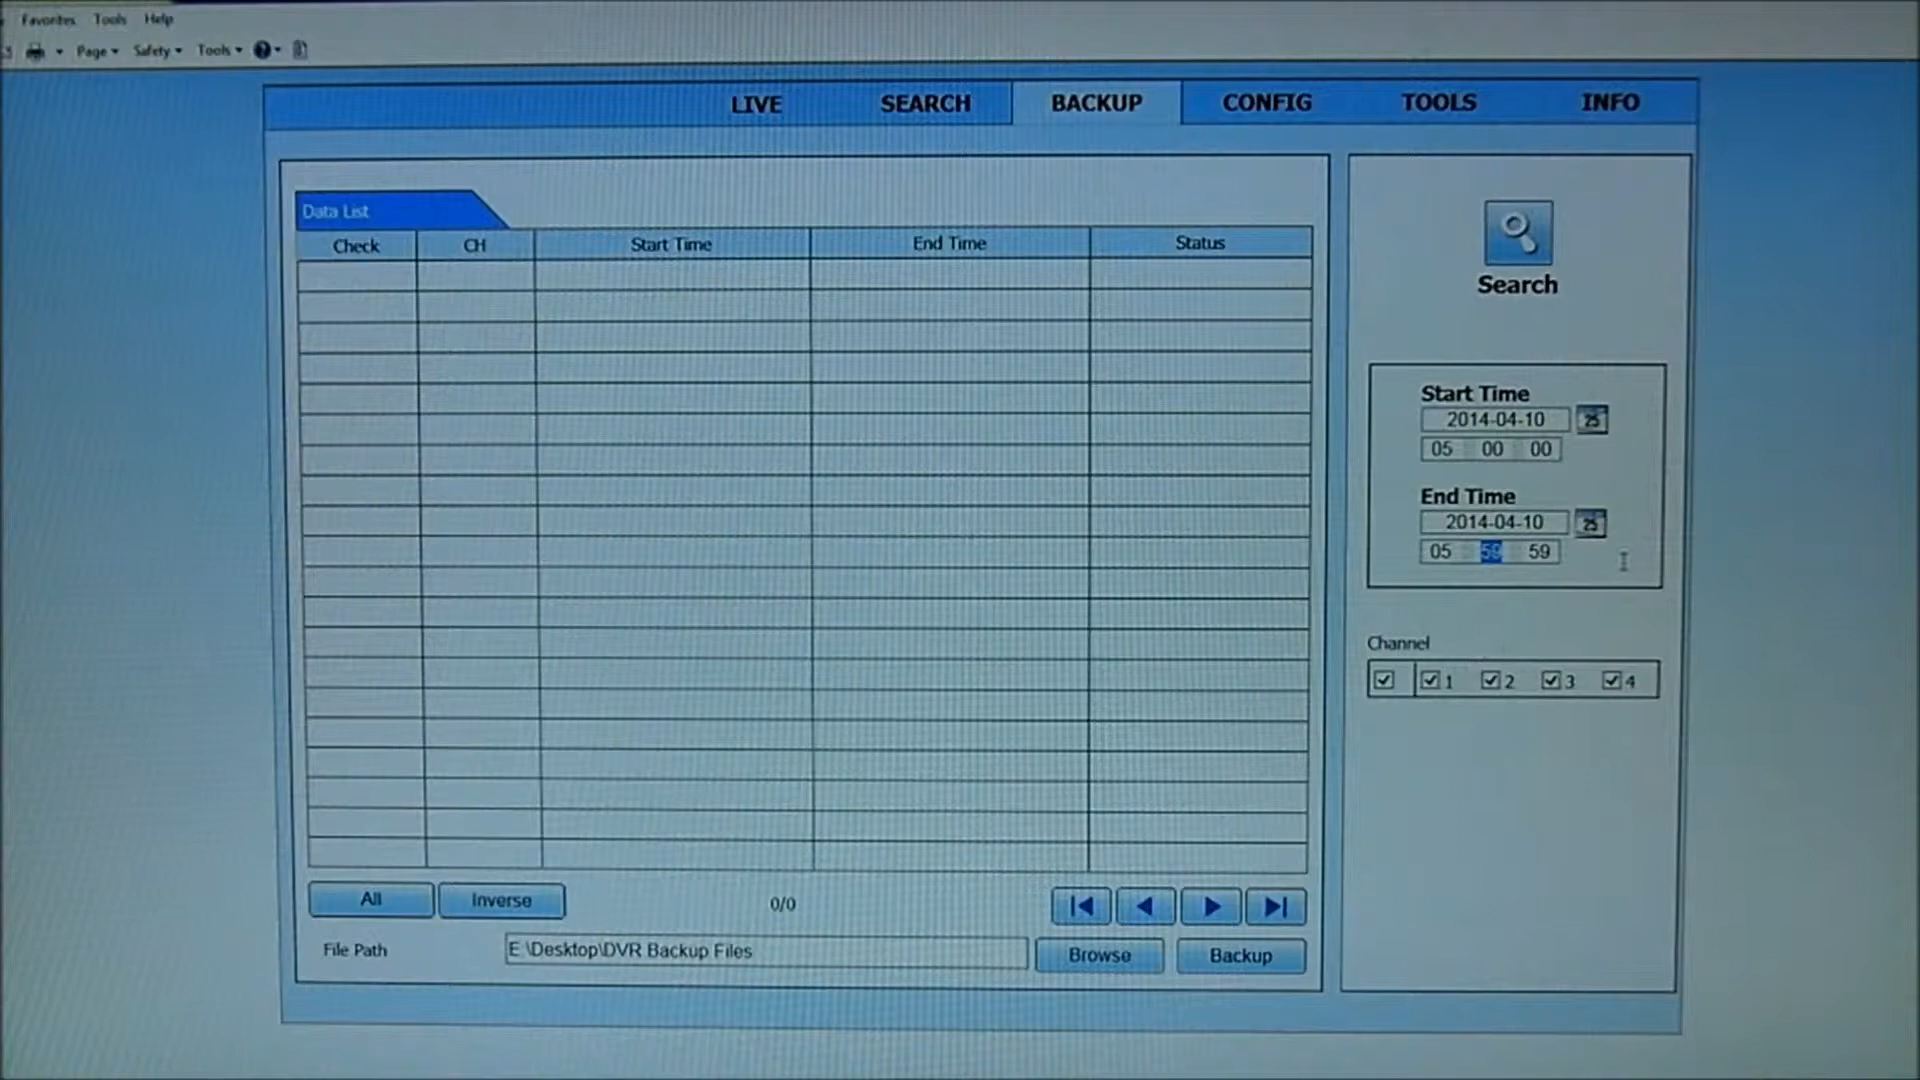 Favorites Tools Help
Page Safety Tools
LIVE SEARCH BACKUP CONFIG TOOLS INFO
Data List
Check CH Start Time End Time Status
Search
Start Time
2014-04-10 25
05 00 00
End Time
2014-04-10 25
05 59 59
Channel
1 2 3 4
All Inverse 0/0
File Path E:\Desktop\DVR Backup Files Browse Backup